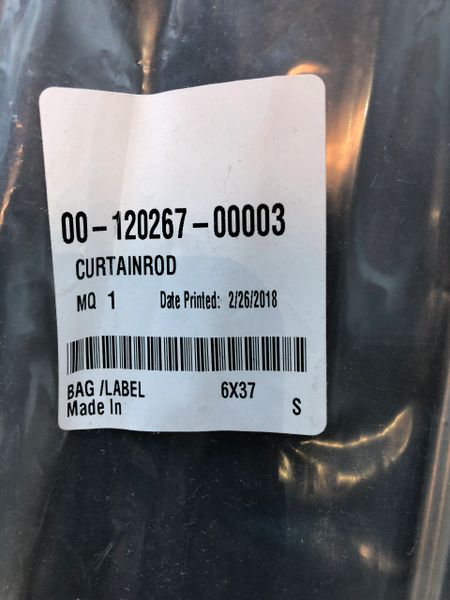 00-120267-00003
CURTAINROD
MQ 1 Date Printed: 2/26/2018
BAG /LABEL 6X37
Made In S